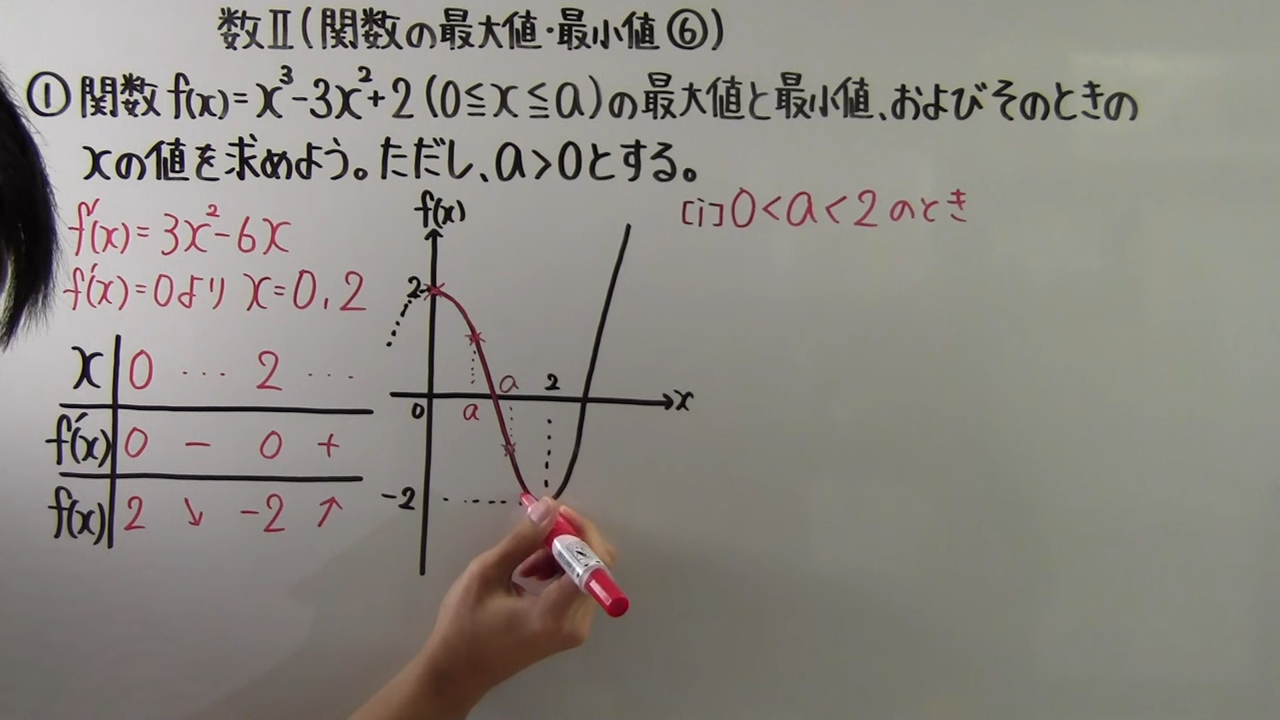 数Ⅱ(関数の最大値・最小値⑥)
①関数f(x)=x³-3x²+2(0≦x≦a)の最大値と最小値、およびそのときの
xの値を求めよう。ただし、a>0とする。
f'(x)=3x²-6x
f'(x)=0より x=0,2
x 0 … 2 …
f'(x) 0 - 0 +
f(x) 2 ↘ -2 ↗
f(x)
2
a 2
0 a x
-2
[i]0<a<2のとき